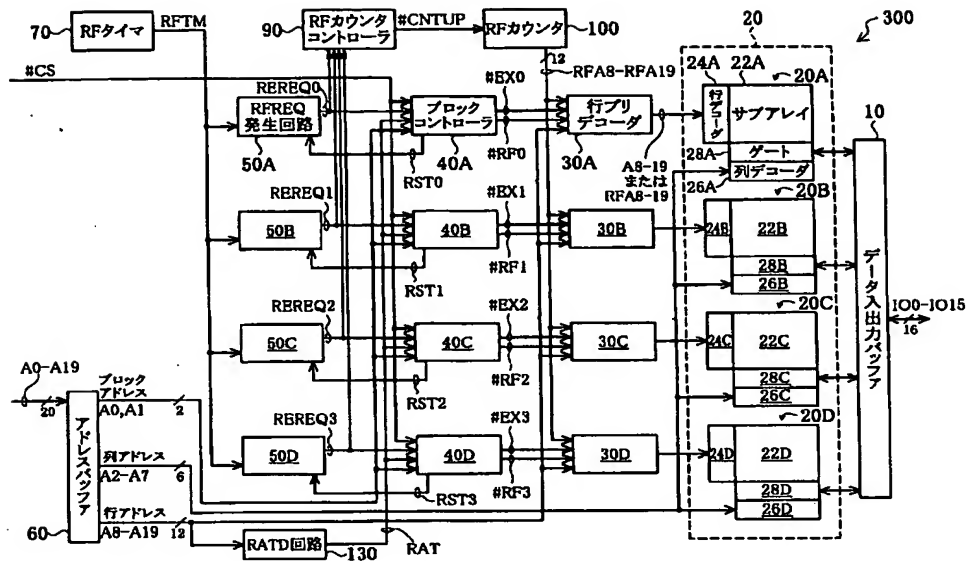 70
RFタイマ
RFTM
90
RFカウンタ
コントローラ
#CNTUP
RFカウンタ
100
12
RFA8-RFA19
20
300
#CS
REREQ0
RFREQ
発生回路
50A
RST0
ブロック
コントローラ
40A
#EX0
#RF0
行プリ
デコーダ
30A
A8-19
または
RFA8-19
24A
22A
20A
行デコーダ
サブアレイ
28A
ゲート
26A
列デコーダ
10
データ入出力バッファ
IO0-IO15
16
REREQ1
50B
RST1
40B
#EX1
#RF1
30B
20B
24B
22B
28B
26B
REREQ2
50C
RST2
40C
#EX2
#RF2
30C
20C
24C
22C
28C
26C
REREQ3
50D
RST3
40D
#EX3
#RF3
30D
20D
24D
22D
28D
26D
A0-A19
20
アドレスバッファ
60
ブロック
アドレス
A0,A1
2
列アドレス
A2-A7
6
行アドレス
A8-A19
12
RATD回路
130
RAT